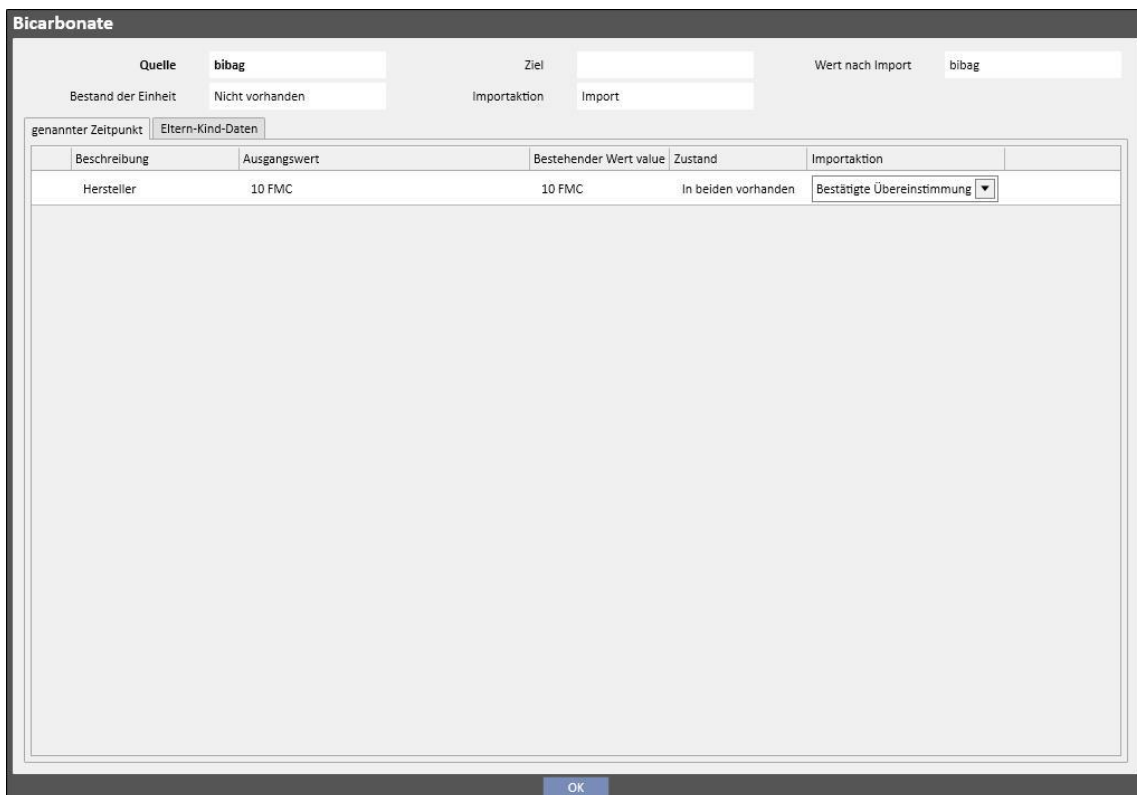 Bicarbonate
Quelle bibag Ziel Wert nach Import bibag
Bestand der Einheit Nicht vorhanden Importaktion Import
genannter Zeitpunkt Eltern-Kind-Daten
Beschreibung Ausgangswert Bestehender Wert value Zustand Importaktion
Hersteller 10 FMC 10 FMC In beiden vorhanden Bestätigte Übereinstimmung
OK